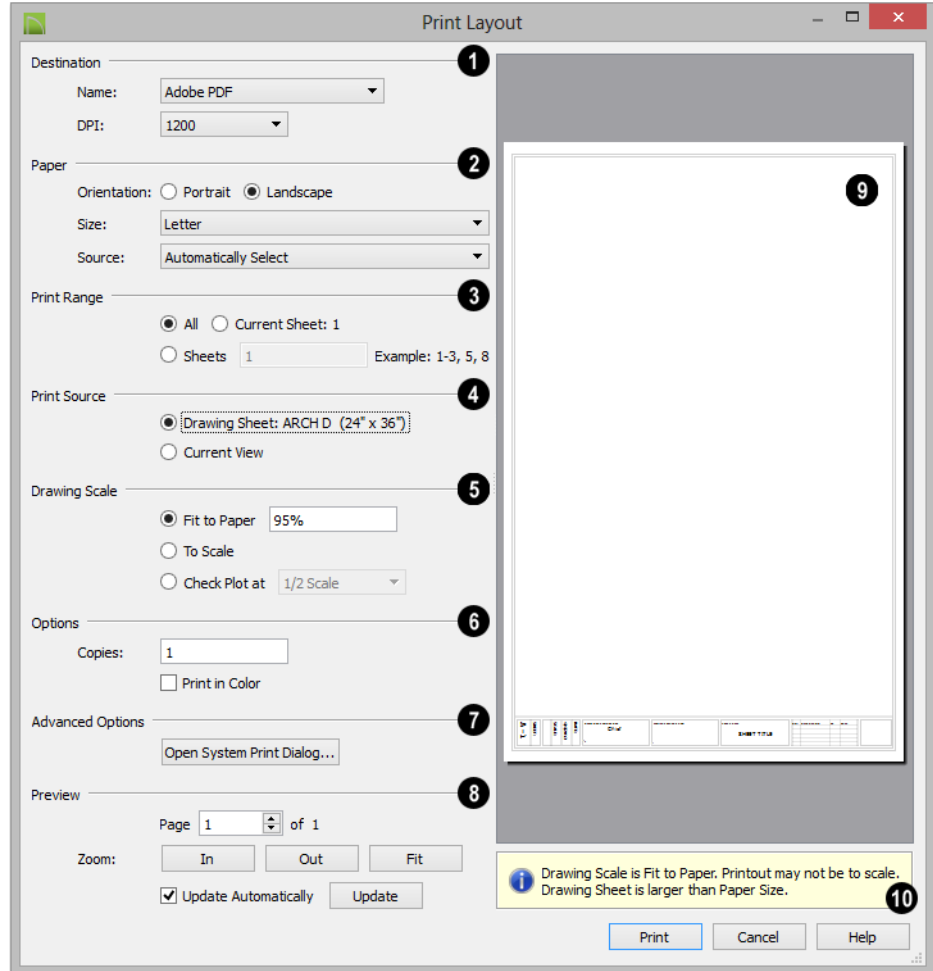 Print Layout
Destination 1
Name: Adobe PDF
DPI: 1200
Paper 2
Orientation: Portrait Landscape
Size: Letter
Source: Automatically Select
Print Range 3
All Current Sheet: 1
Sheets 1 Example: 1-3, 5, 8
Print Source 4
Drawing Sheet: ARCH D (24" x 36")
Current View
Drawing Scale 5
Fit to Paper 95%
To Scale
Check Plot at 1/2 Scale
Options 6
Copies: 1
Print in Color
Advanced Options 7
Open System Print Dialog...
Preview 8
Page 1 of 1
Zoom: In Out Fit
Update Automatically Update
9
SHEET TITLE
Drawing Scale is Fit to Paper. Printout may not be to scale.
Drawing Sheet is larger than Paper Size.
10
Print Cancel Help